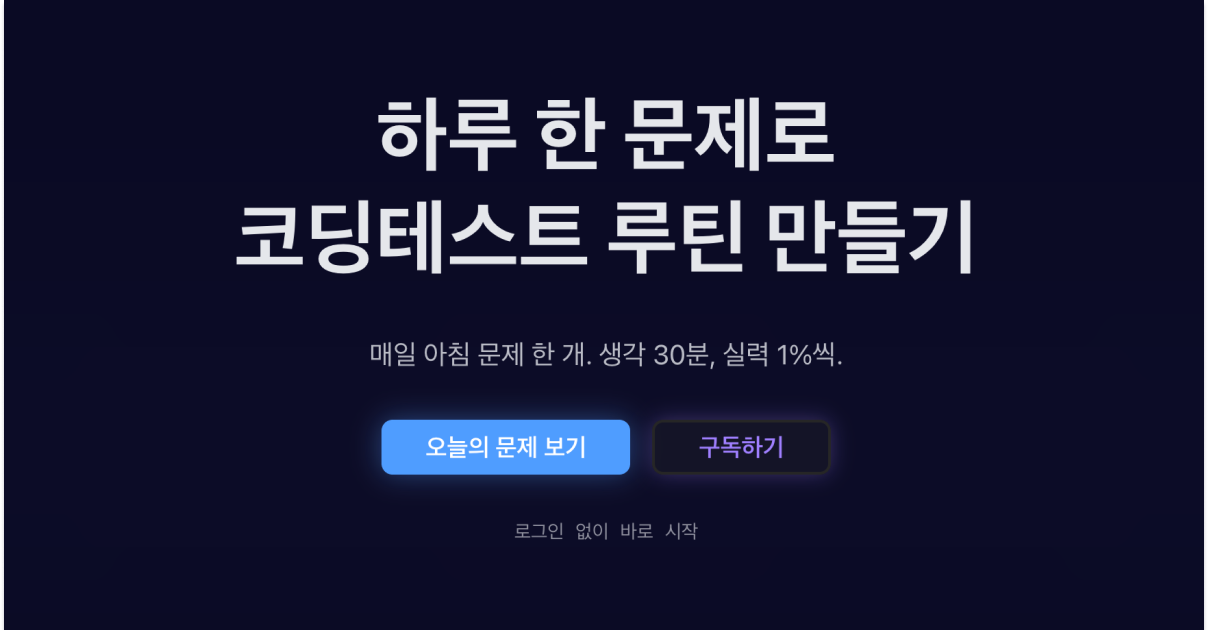 하루 한 문제로
코딩테스트 루틴 만들기
매일 아침 문제 한 개. 생각 30분, 실력 1%씩.
오늘의 문제 보기
구독하기
로그인 없이 바로 시작